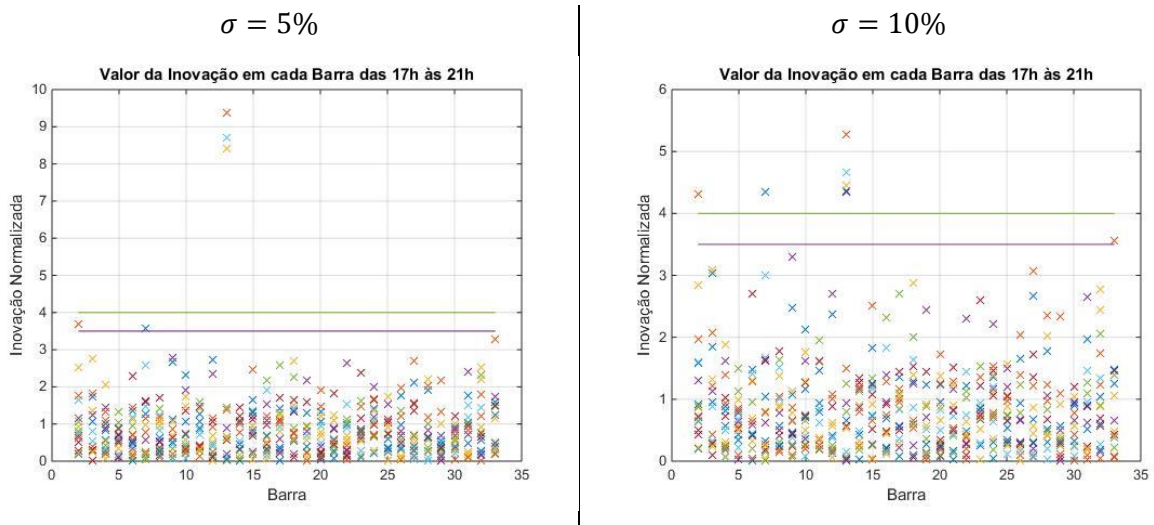 σ = 5%
Valor da Inovação em cada Barra das 17h às 21h
10
9
8
7
6
5
4
3
2
1
0
Inovação Normalizada
0 5 10 15 20 25 30 35
Barra
σ = 10%
Valor da Inovação em cada Barra das 17h às 21h
6
5
4
3
2
1
0
Inovação Normalizada
0 5 10 15 20 25 30 35
Barra